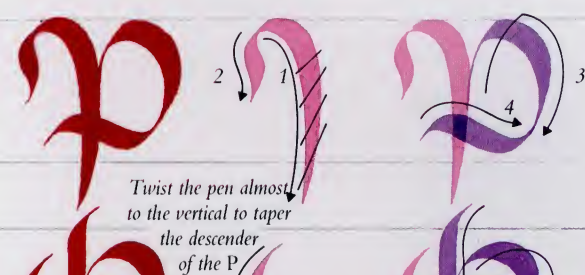 P
2
1
3
4
Twist the pen almost
to the vertical to taper
the descender
of the P